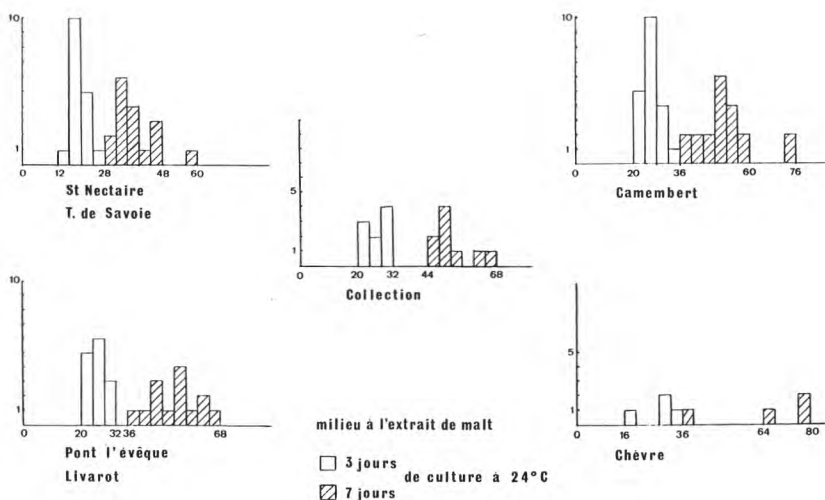 10
1
0 12 28 48 60
St Nectaire
T. de Savoie
10
1
0 20 36 60 76
Camembert
5
1
0 20 32 44 68
Collection
10
1
0 20 32 36 68
Pont l'évêque
Livarot
5
1
0 16 36 64 80
Chèvre
milieu à l'extrait de malt
3 jours
de culture à 24°C
7 jours